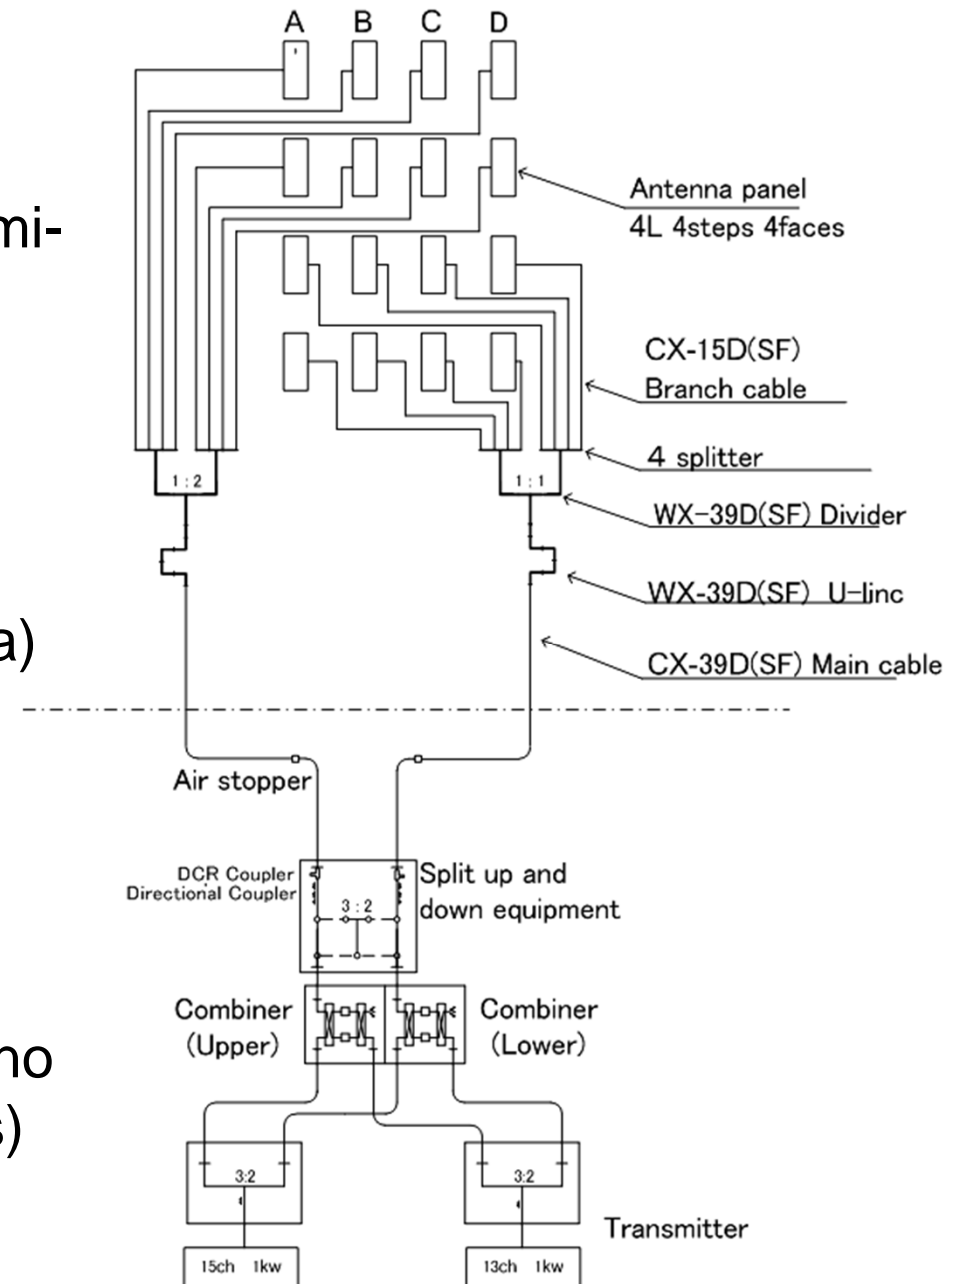 A B C D
mi-
Antenna panel
4L 4steps 4faces
CX-15D(SF)
Branch cable
4 splitter
1 : 2
1 : 1
WX-39D(SF) Divider
WX-39D(SF) U-linc
a)
CX-39D(SF) Main cable
Air stopper
DCR Coupler
Directional Coupler
Split up and
down equipment
3 : 2
Combiner
(Upper)
Combiner
(Lower)
no
s)
3:2
3:2
Transmitter
15ch 1kw
13ch 1kw